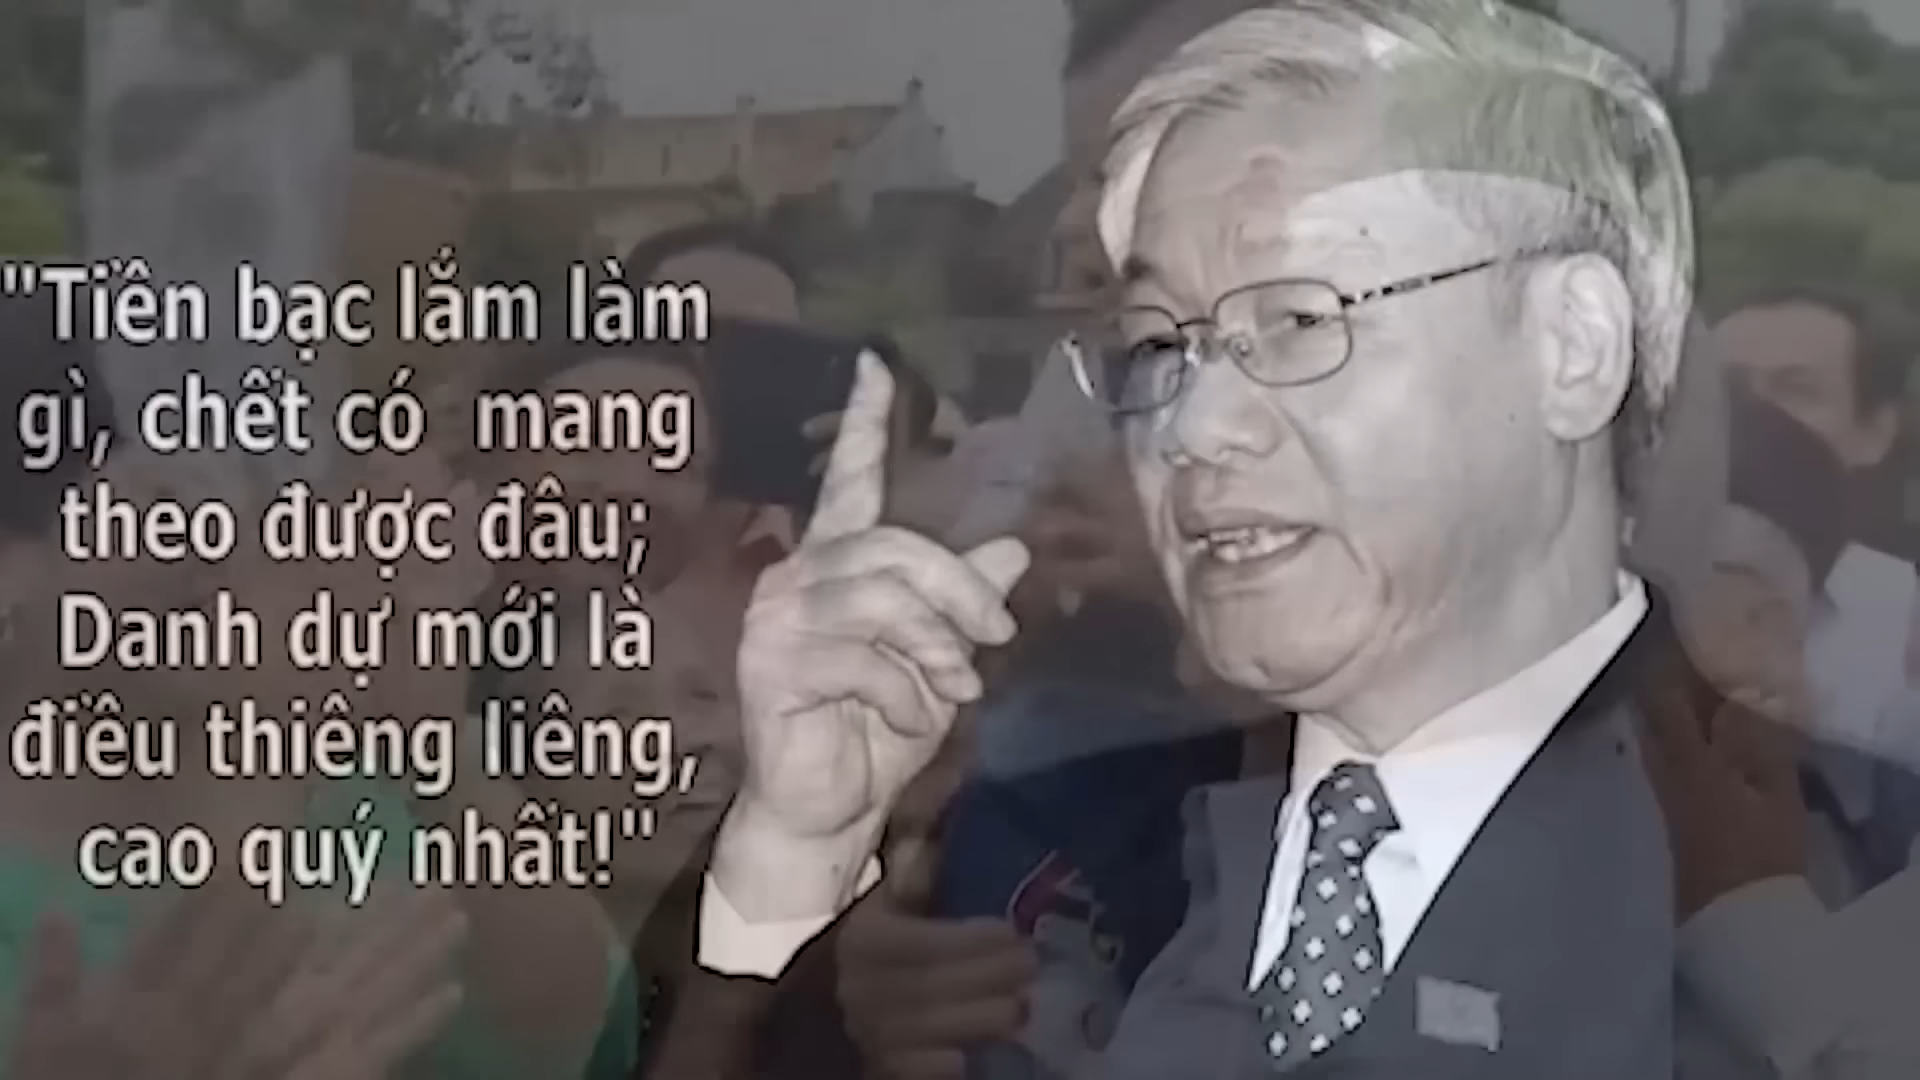 "Tiền bạc lắm làm
gì, chết có mang
theo được đâu;
Danh dự mới là
điều thiêng liêng,
cao quý nhất!"